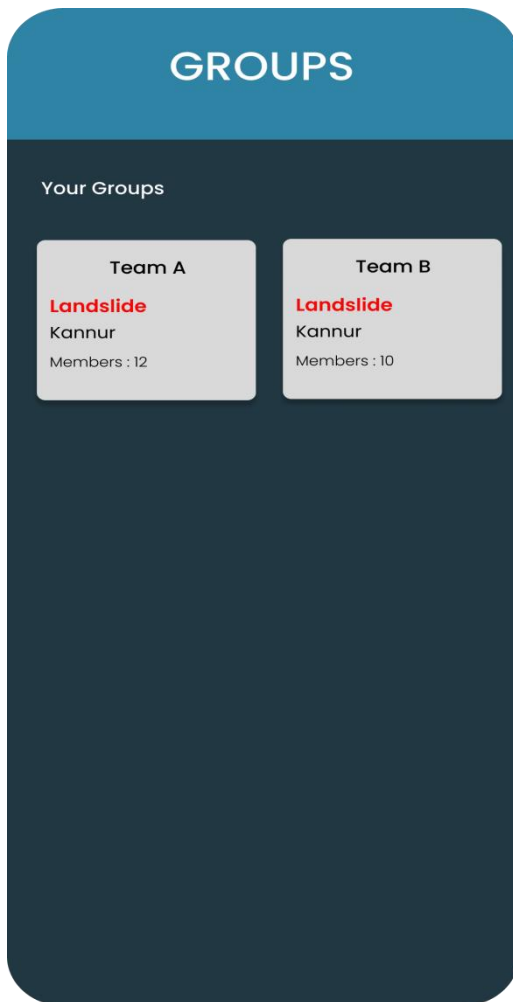 GROUPS
Your Groups
Team A
Landslide
Kannur
Members : 12
Team B
Landslide
Kannur
Members : 10